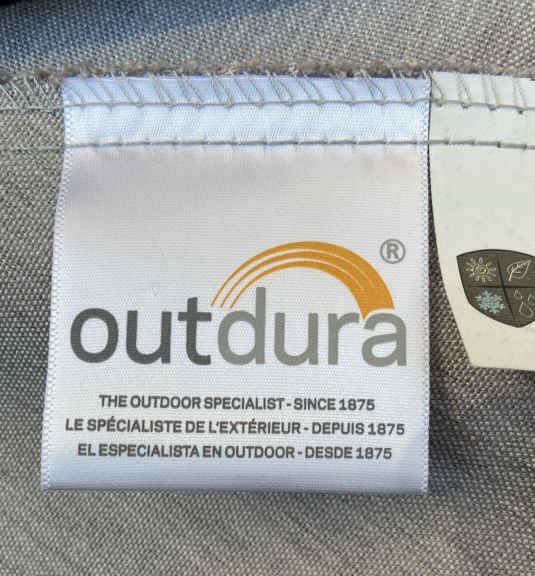 outdura®
THE OUTDOOR SPECIALIST - SINCE 1875
LE SPÉCIALISTE DE L'EXTÉRIEUR - DEPUIS 1875
EL ESPECIALISTA EN OUTDOOR - DESDE 1875